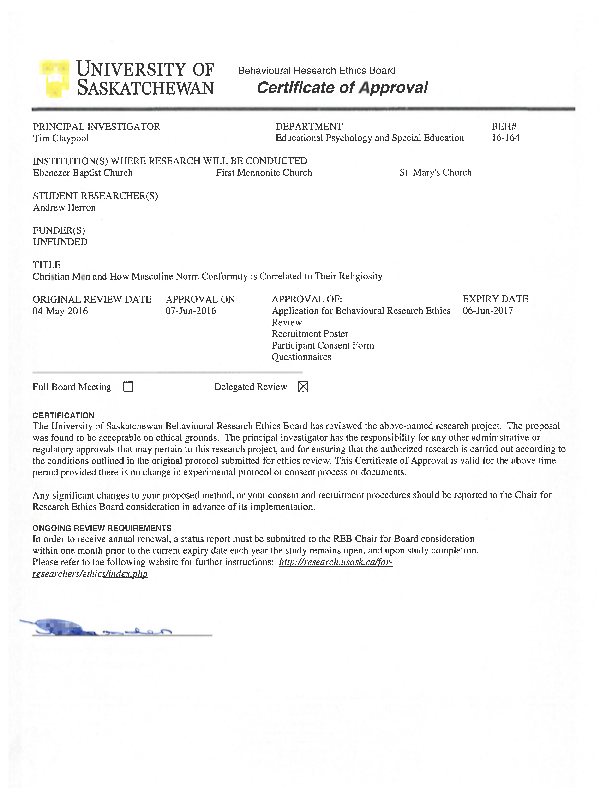 UNIVERSITY OF
SASKATCHEWAN
Behavioural Research Ethics Board
Certificate of Approval
PRINCIPAL INVESTIGATOR DEPARTMENT BEH#
Tim Claypool Educational Psychology and Special Education 16-164
INSTITUTION(S) WHERE RESEARCH WILL BE CONDUCTED
Ebenezer Baptist Church First Mennonite Church St. Mary's Church
STUDENT RESEARCHER(S)
Andrew Herron
FUNDER(S)
UNFUNDED
TITLE
Christian Men and How Masculine Norm Conformity is Correlated to Their Religiosity
ORIGINAL REVIEW DATE APPROVAL ON APPROVAL OF: EXPIRY DATE
04-May-2016 07-Jun-2016 Application for Behavioural Research Ethics 06-Jun-2017
Review
Recruitment Poster
Participant Consent Form
Questionnaires
Full Board Meeting Delegated Review
CERTIFICATION
The University of Saskatchewan Behavioural Research Ethics Board has reviewed the above-named research project. The proposal
was found to be acceptable on ethical grounds. The principal investigator has the responsibility for any other administrative or
regulatory approvals that may pertain to this research project, and for ensuring that the authorized research is carried out according to
the conditions outlined in the original protocol submitted for ethics review. This Certificate of Approval is valid for the above time
period provided there is no change in experimental protocol or consent process or documents.
Any significant changes to your proposed method, or your consent and recruitment procedures should be reported to the Chair for
Research Ethics Board consideration in advance of its implementation.
ONGOING REVIEW REQUIREMENTS
In order to receive annual renewal, a status report must be submitted to the REB Chair for Board consideration
within one month prior to the current expiry date each year the study remains open, and upon study completion.
Please refer to the following website for further instructions: http://research.usask.ca/for-
researchers/ethics/index.php